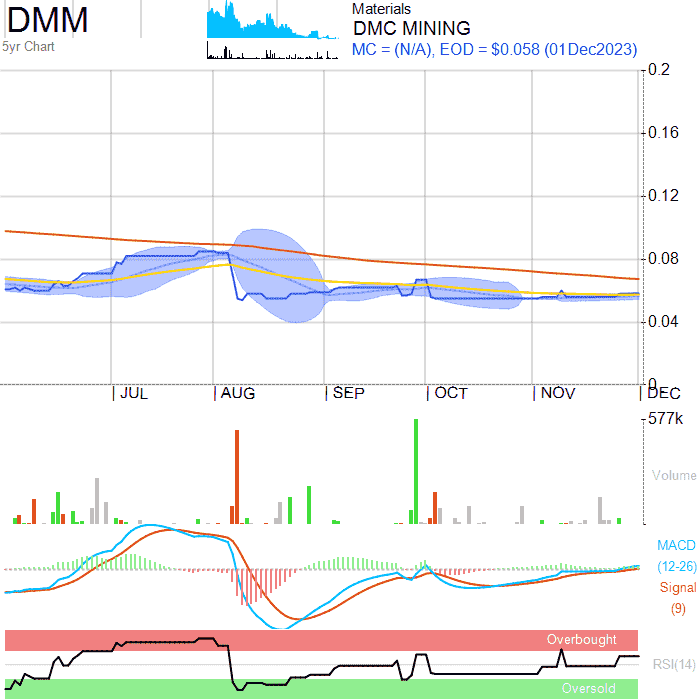 DMM
5yr Chart
Materials
DMC MINING
MC = (N/A), EOD = $0.058 (01Dec2023)
0.2
0.16
0.12
0.08
0.04
0
JUL
AUG
SEP
OCT
NOV
DEC
577k
Volume
MACD
(12-26)
Signal
(9)
Overbought
RSI(14)
Oversold